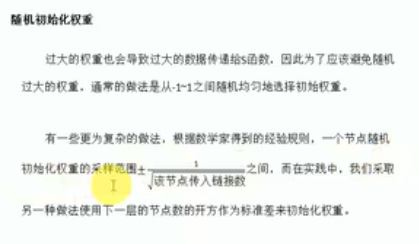 随机初始化权重
过大的权重也会导致过大的数据传递给S函数，因此为了应该避免随机
过大的权重，通常的做法是从-1~1之间随机均匀地选择初始权重。
有一些更为复杂的做法，根据数学家得到的经验规则，一个节点随机
初始化权重的采样范围±1/√该节点传入链接数之间，而在实践中，我们采取
另一种做法使用下一层的节点数的开方作为标准差来初始化权重。